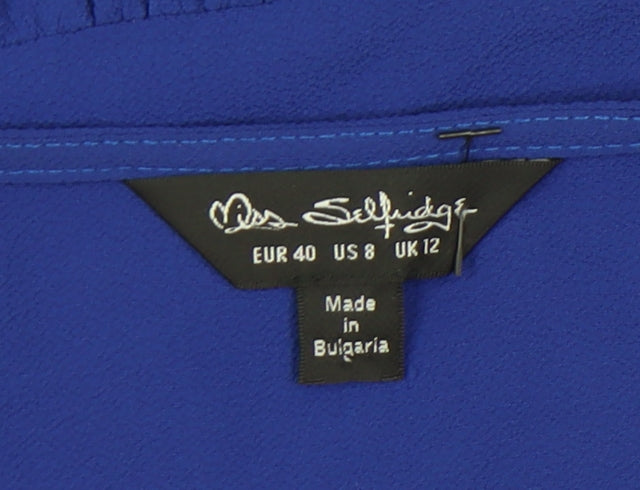 Miss Selfridge
EUR 40 US 8 UK 12
Made
in
Bulgaria